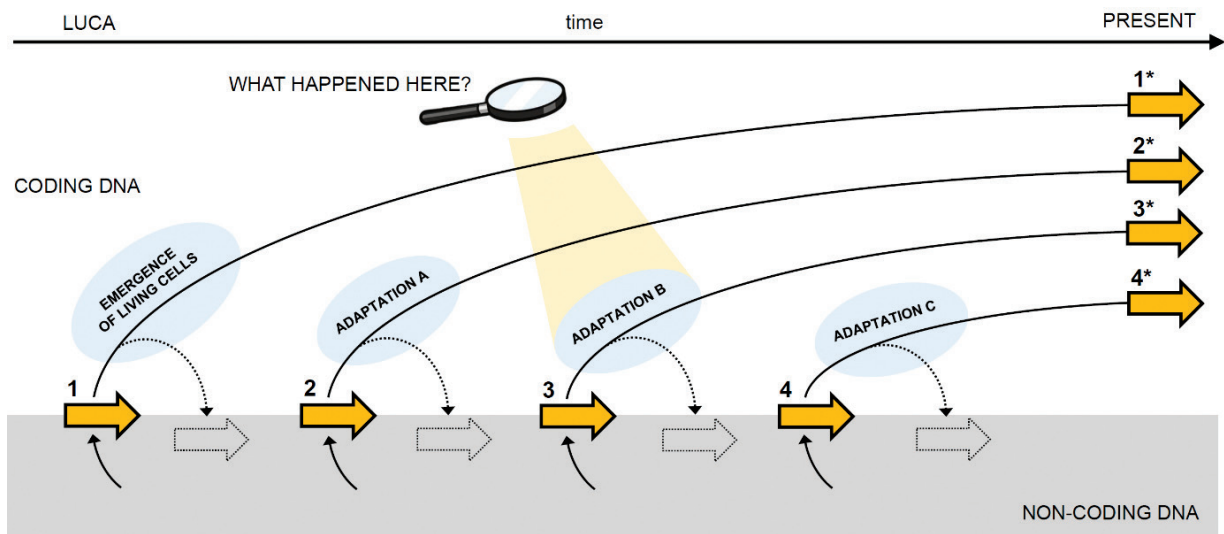 LUCA time PRESENT
WHAT HAPPENED HERE?
1*
2*
CODING DNA
3*
EMERGENCE
OF LIVING CELLS
ADAPTATION A
ADAPTATION B
ADAPTATION C
4*
1 2 3 4
NON-CODING DNA